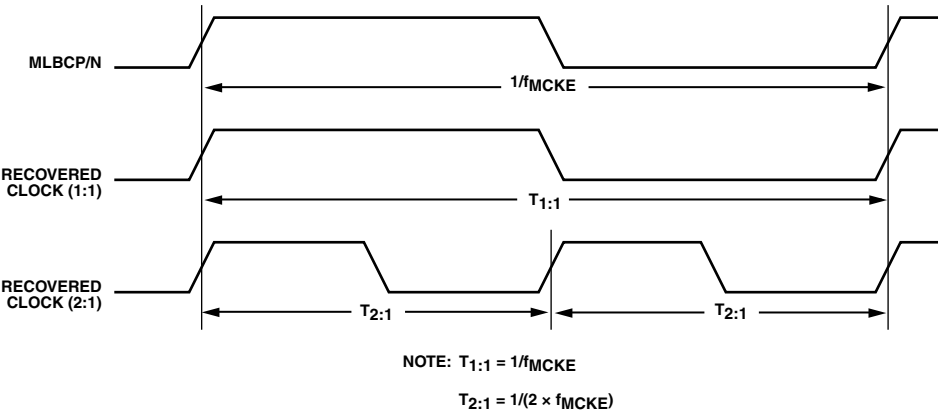 MLBCP/N
1/fMCKE
RECOVERED
CLOCK (1:1)
T1:1
RECOVERED
CLOCK (2:1)
T2:1
T2:1
NOTE: T1:1 = 1/fMCKE
T2:1 = 1/(2 × fMCKE)